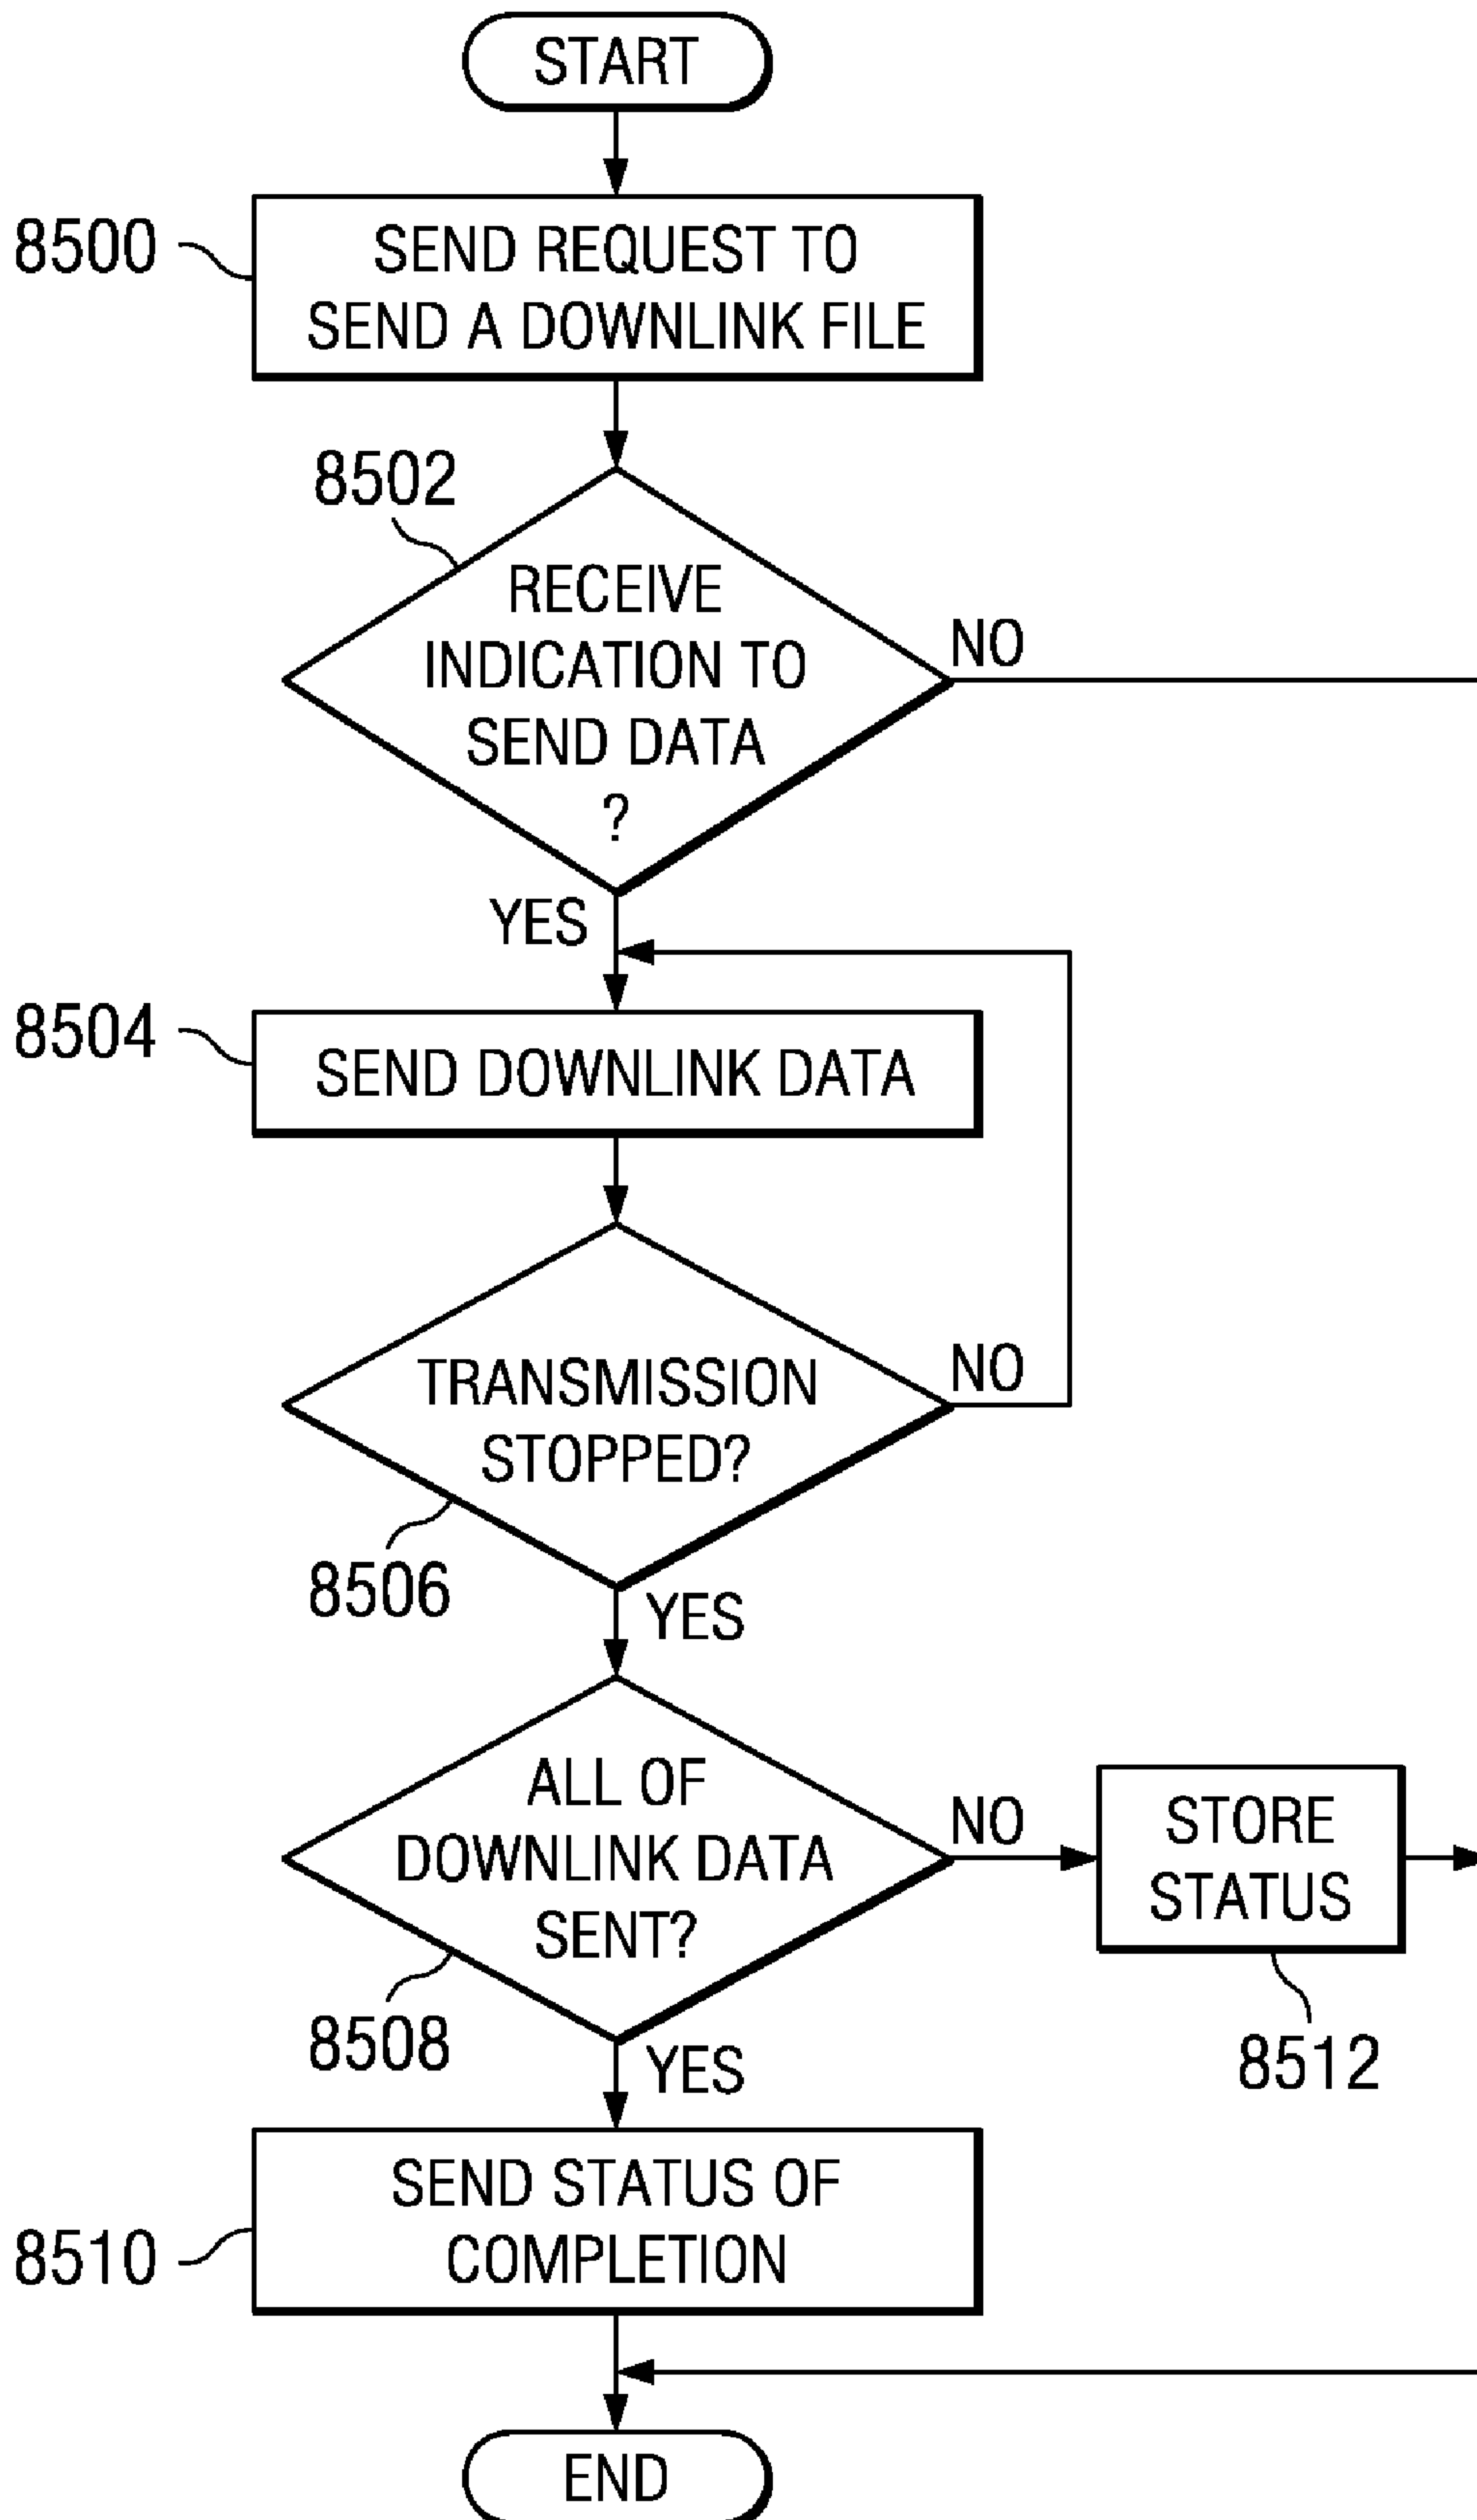 START
8500
SEND REQUEST TO
SEND A DOWNLINK FILE
8502
RECEIVE
INDICATION TO
SEND DATA
?
NO
YES
8504
SEND DOWNLINK DATA
TRANSMISSION
STOPPED?
NO
8506
YES
ALL OF
DOWNLINK DATA
SENT?
NO
STORE
STATUS
8508
YES
8512
8510
SEND STATUS OF
COMPLETION
END